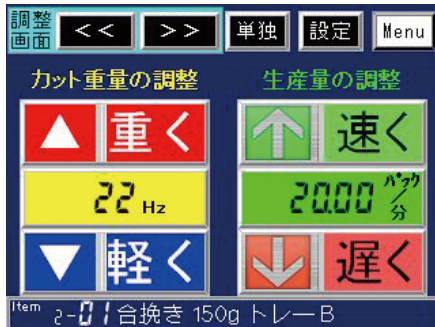 調整
画面
<< >> 単独 設定 Menu
カット重量の調整 生産量の調整
重く 速く
22 Hz 20.00 パック/分
軽く 遅く
Item 2-01 合挽き 150g トレーB